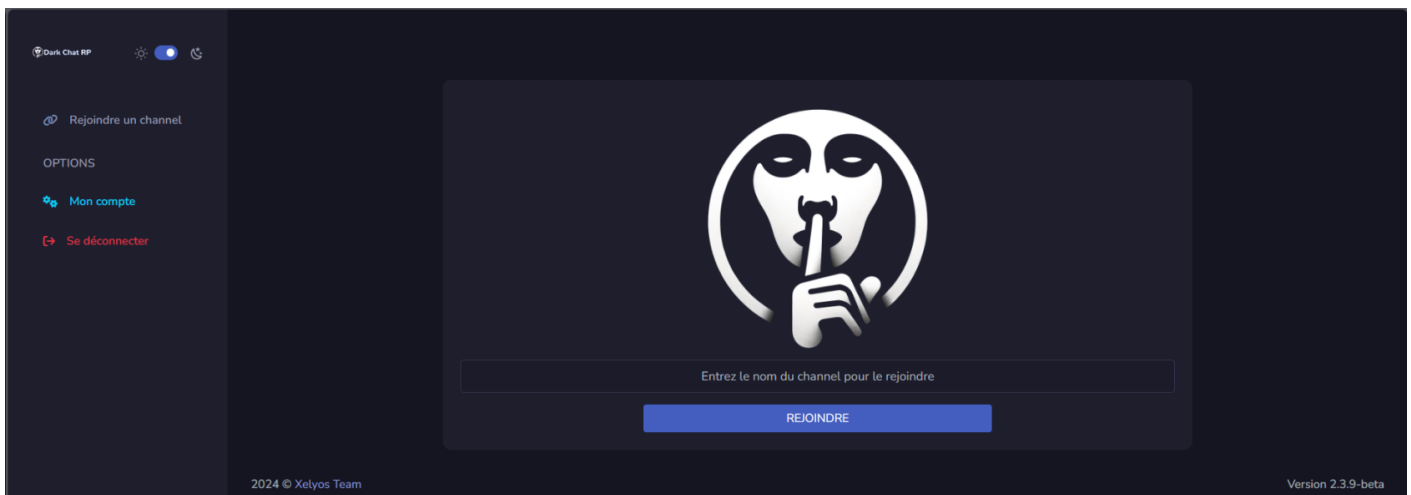 Dark Chat RP
Rejoindre un channel
OPTIONS
Mon compte
Se déconnecter
Entrez le nom du channel pour le rejoindre
REJOINDRE
2024 © Xelyos Team
Version 2.3.9-beta